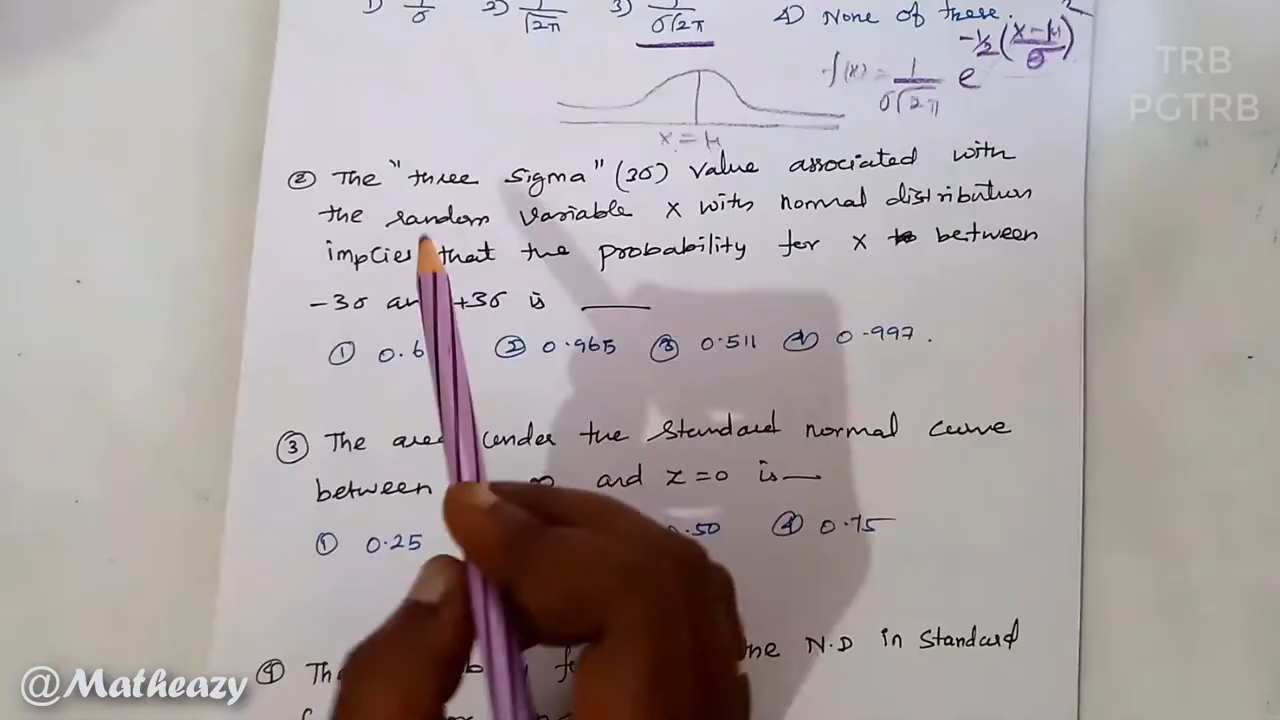 1) 1/σ 2) 1/√2π 3) 1/σ√2π 4) None of these.
f(x) = 1/σ√2π e^-1/2(x-μ/σ)^2
x = μ
TRB
PGTRB
② The "three sigma" (3σ) value associated with
the random variable X with normal distribution
implies that the probability for X between
-3σ +3σ is ____
① 0.6 ② 0.965 ③ 0.511 ④ 0.997.
③ The area under the standard normal curve
between and z=0 is —
① 0.25 0.50 ④ 0.75
④ the N.D in standard
@Matheazy